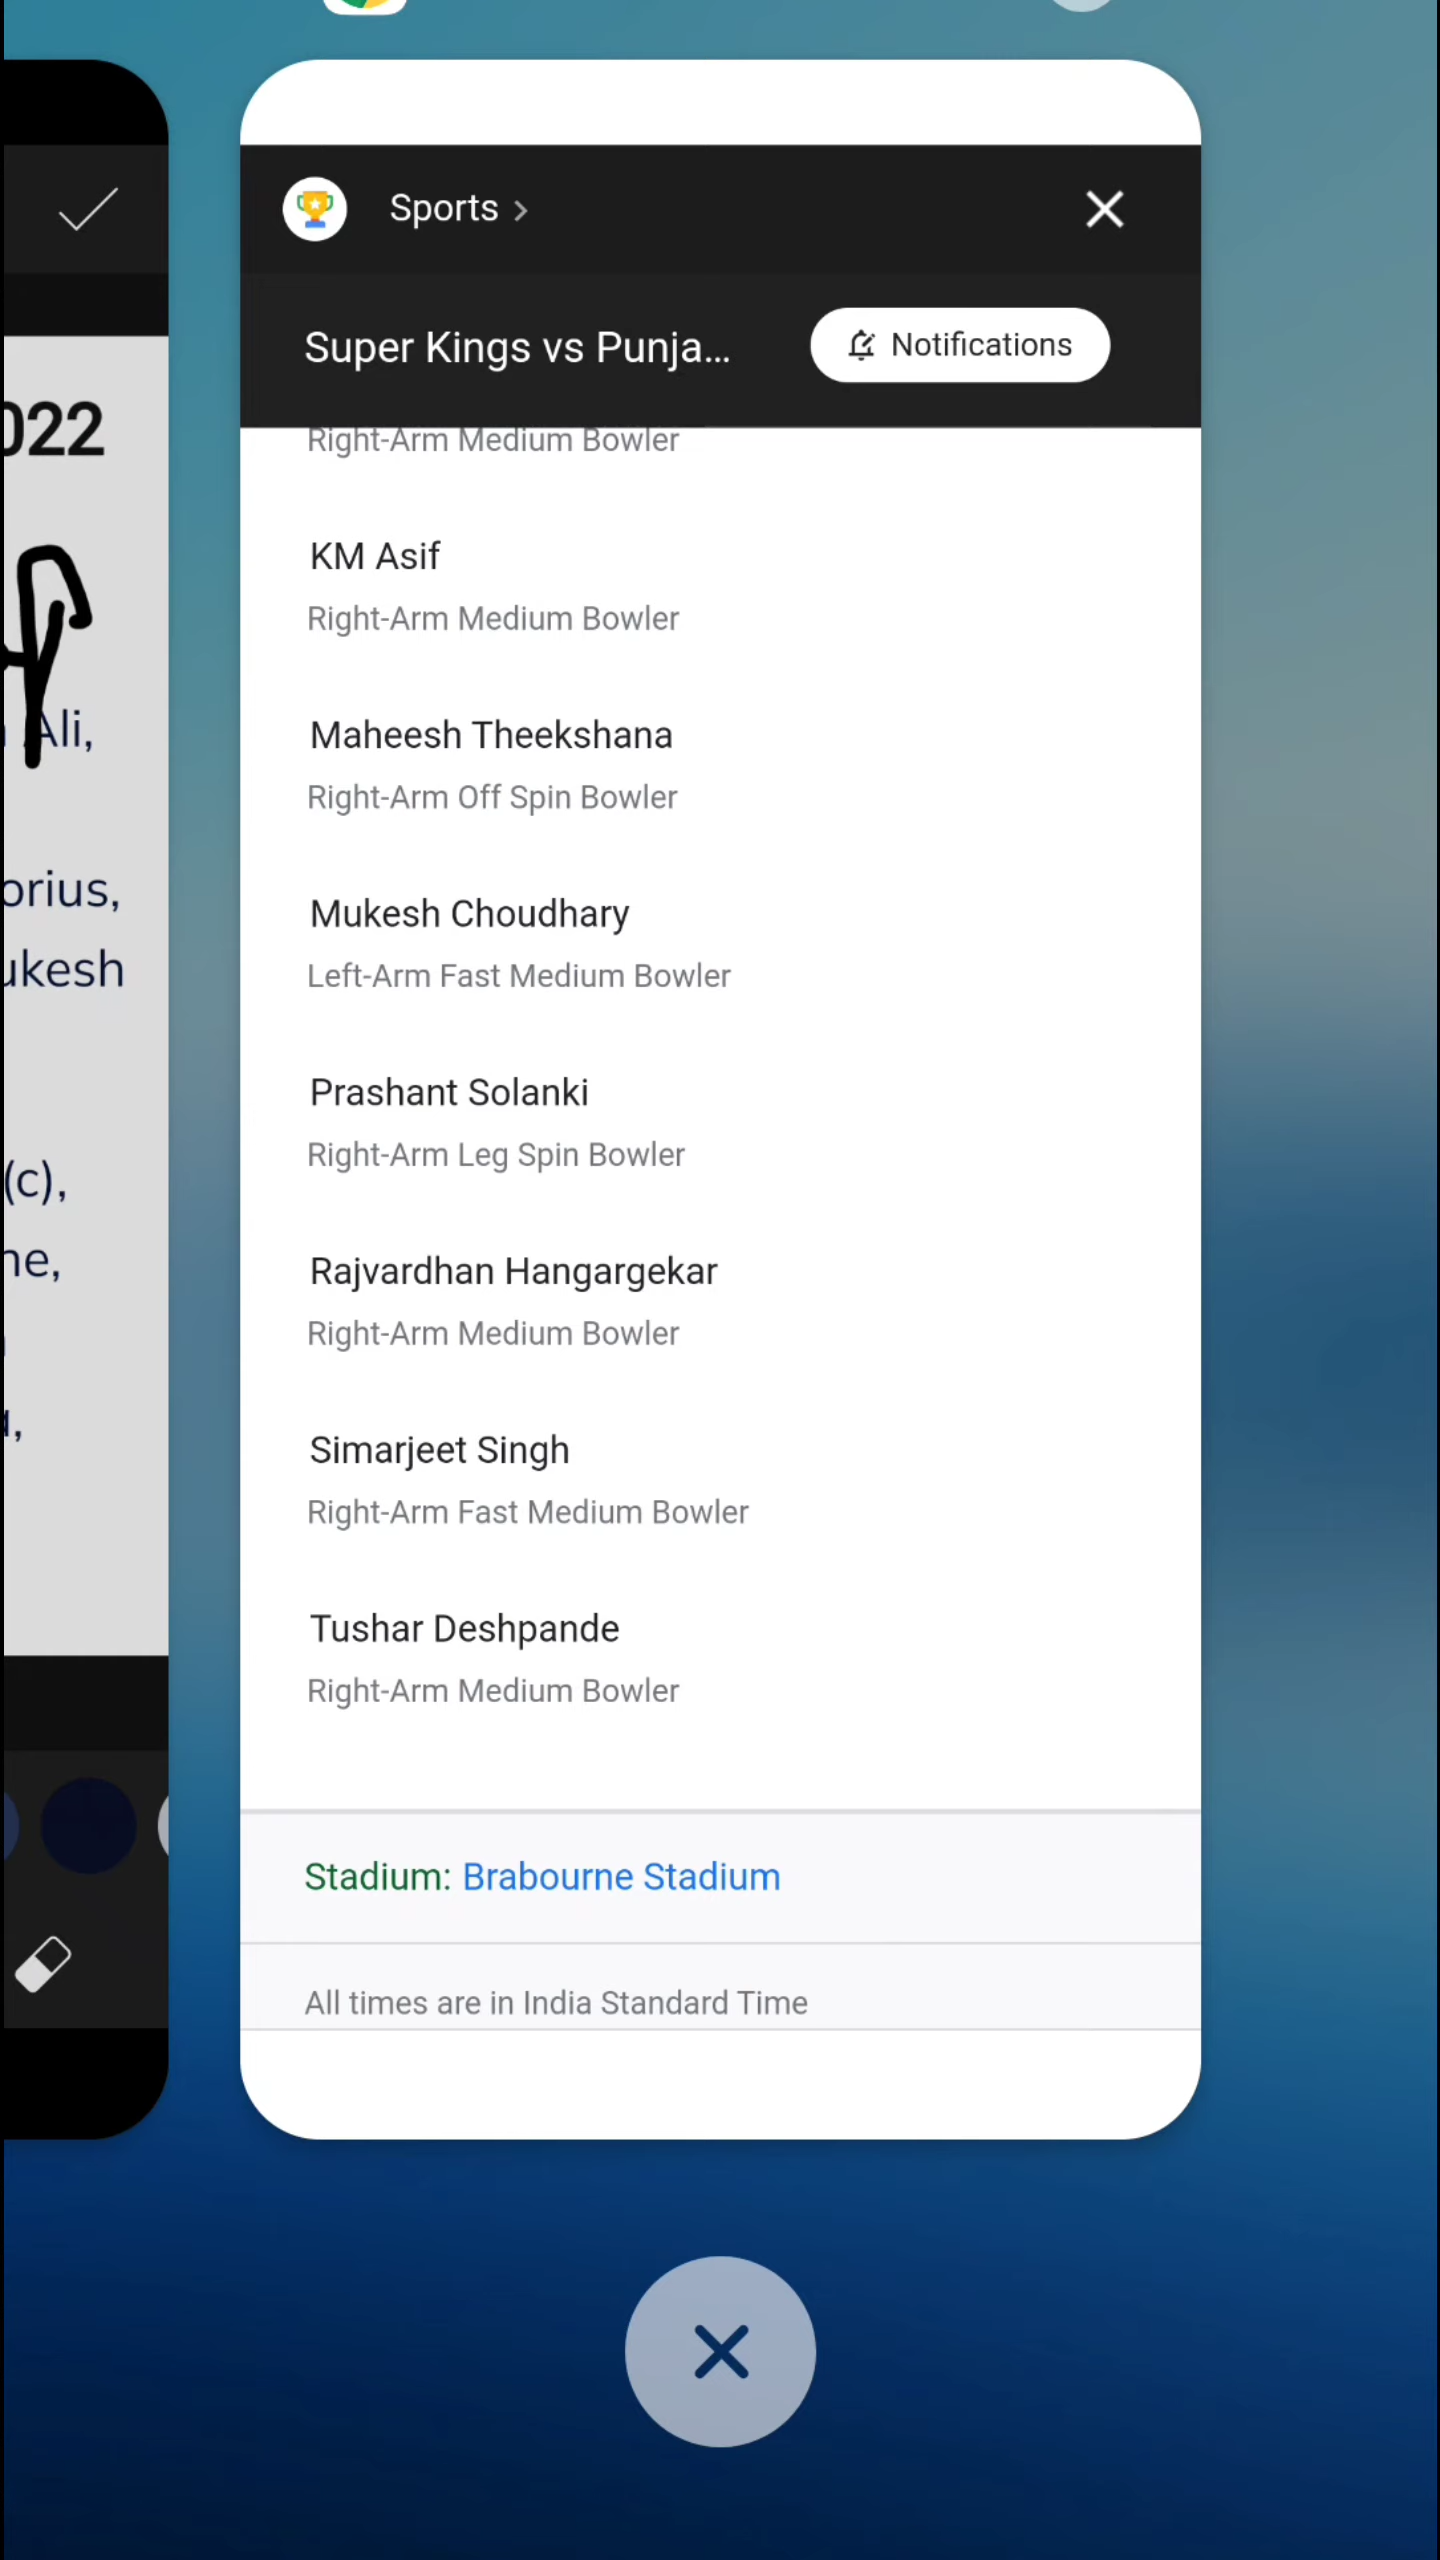 Sports
Super Kings vs Punja...
Notifications
Right-Arm Medium Bowler
KM Asif
Right-Arm Medium Bowler
Maheesh Theekshana
Right-Arm Off Spin Bowler
Mukesh Choudhary
Left-Arm Fast Medium Bowler
Prashant Solanki
Right-Arm Leg Spin Bowler
Rajvardhan Hangargekar
Right-Arm Medium Bowler
Simarjeet Singh
Right-Arm Fast Medium Bowler
Tushar Deshpande
Right-Arm Medium Bowler
Stadium: Brabourne Stadium
All times are in India Standard Time
022
Ali,
orius,
ukesh
(c),
ne,